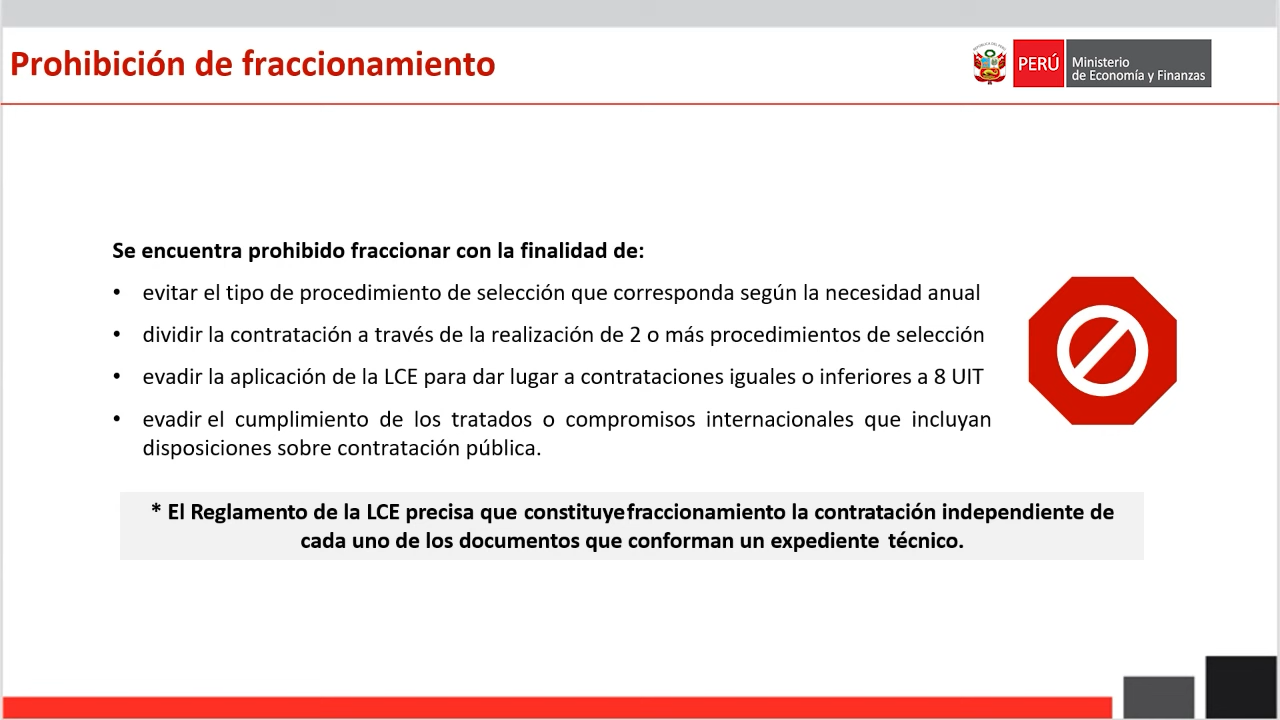 Prohibición de fraccionamiento
PERÚ
Ministerio
de Economía y Finanzas
Se encuentra prohibido fraccionar con la finalidad de:
• evitar el tipo de procedimiento de selección que corresponda según la necesidad anual
• dividir la contratación a través de la realización de 2 o más procedimientos de selección
• evadir la aplicación de la LCE para dar lugar a contrataciones iguales o inferiores a 8 UIT
• evadir el cumplimiento de los tratados o compromisos internacionales que incluyan
disposiciones sobre contratación pública.
* El Reglamento de la LCE precisa que constituye fraccionamiento la contratación independiente de
cada uno de los documentos que conforman un expediente técnico.